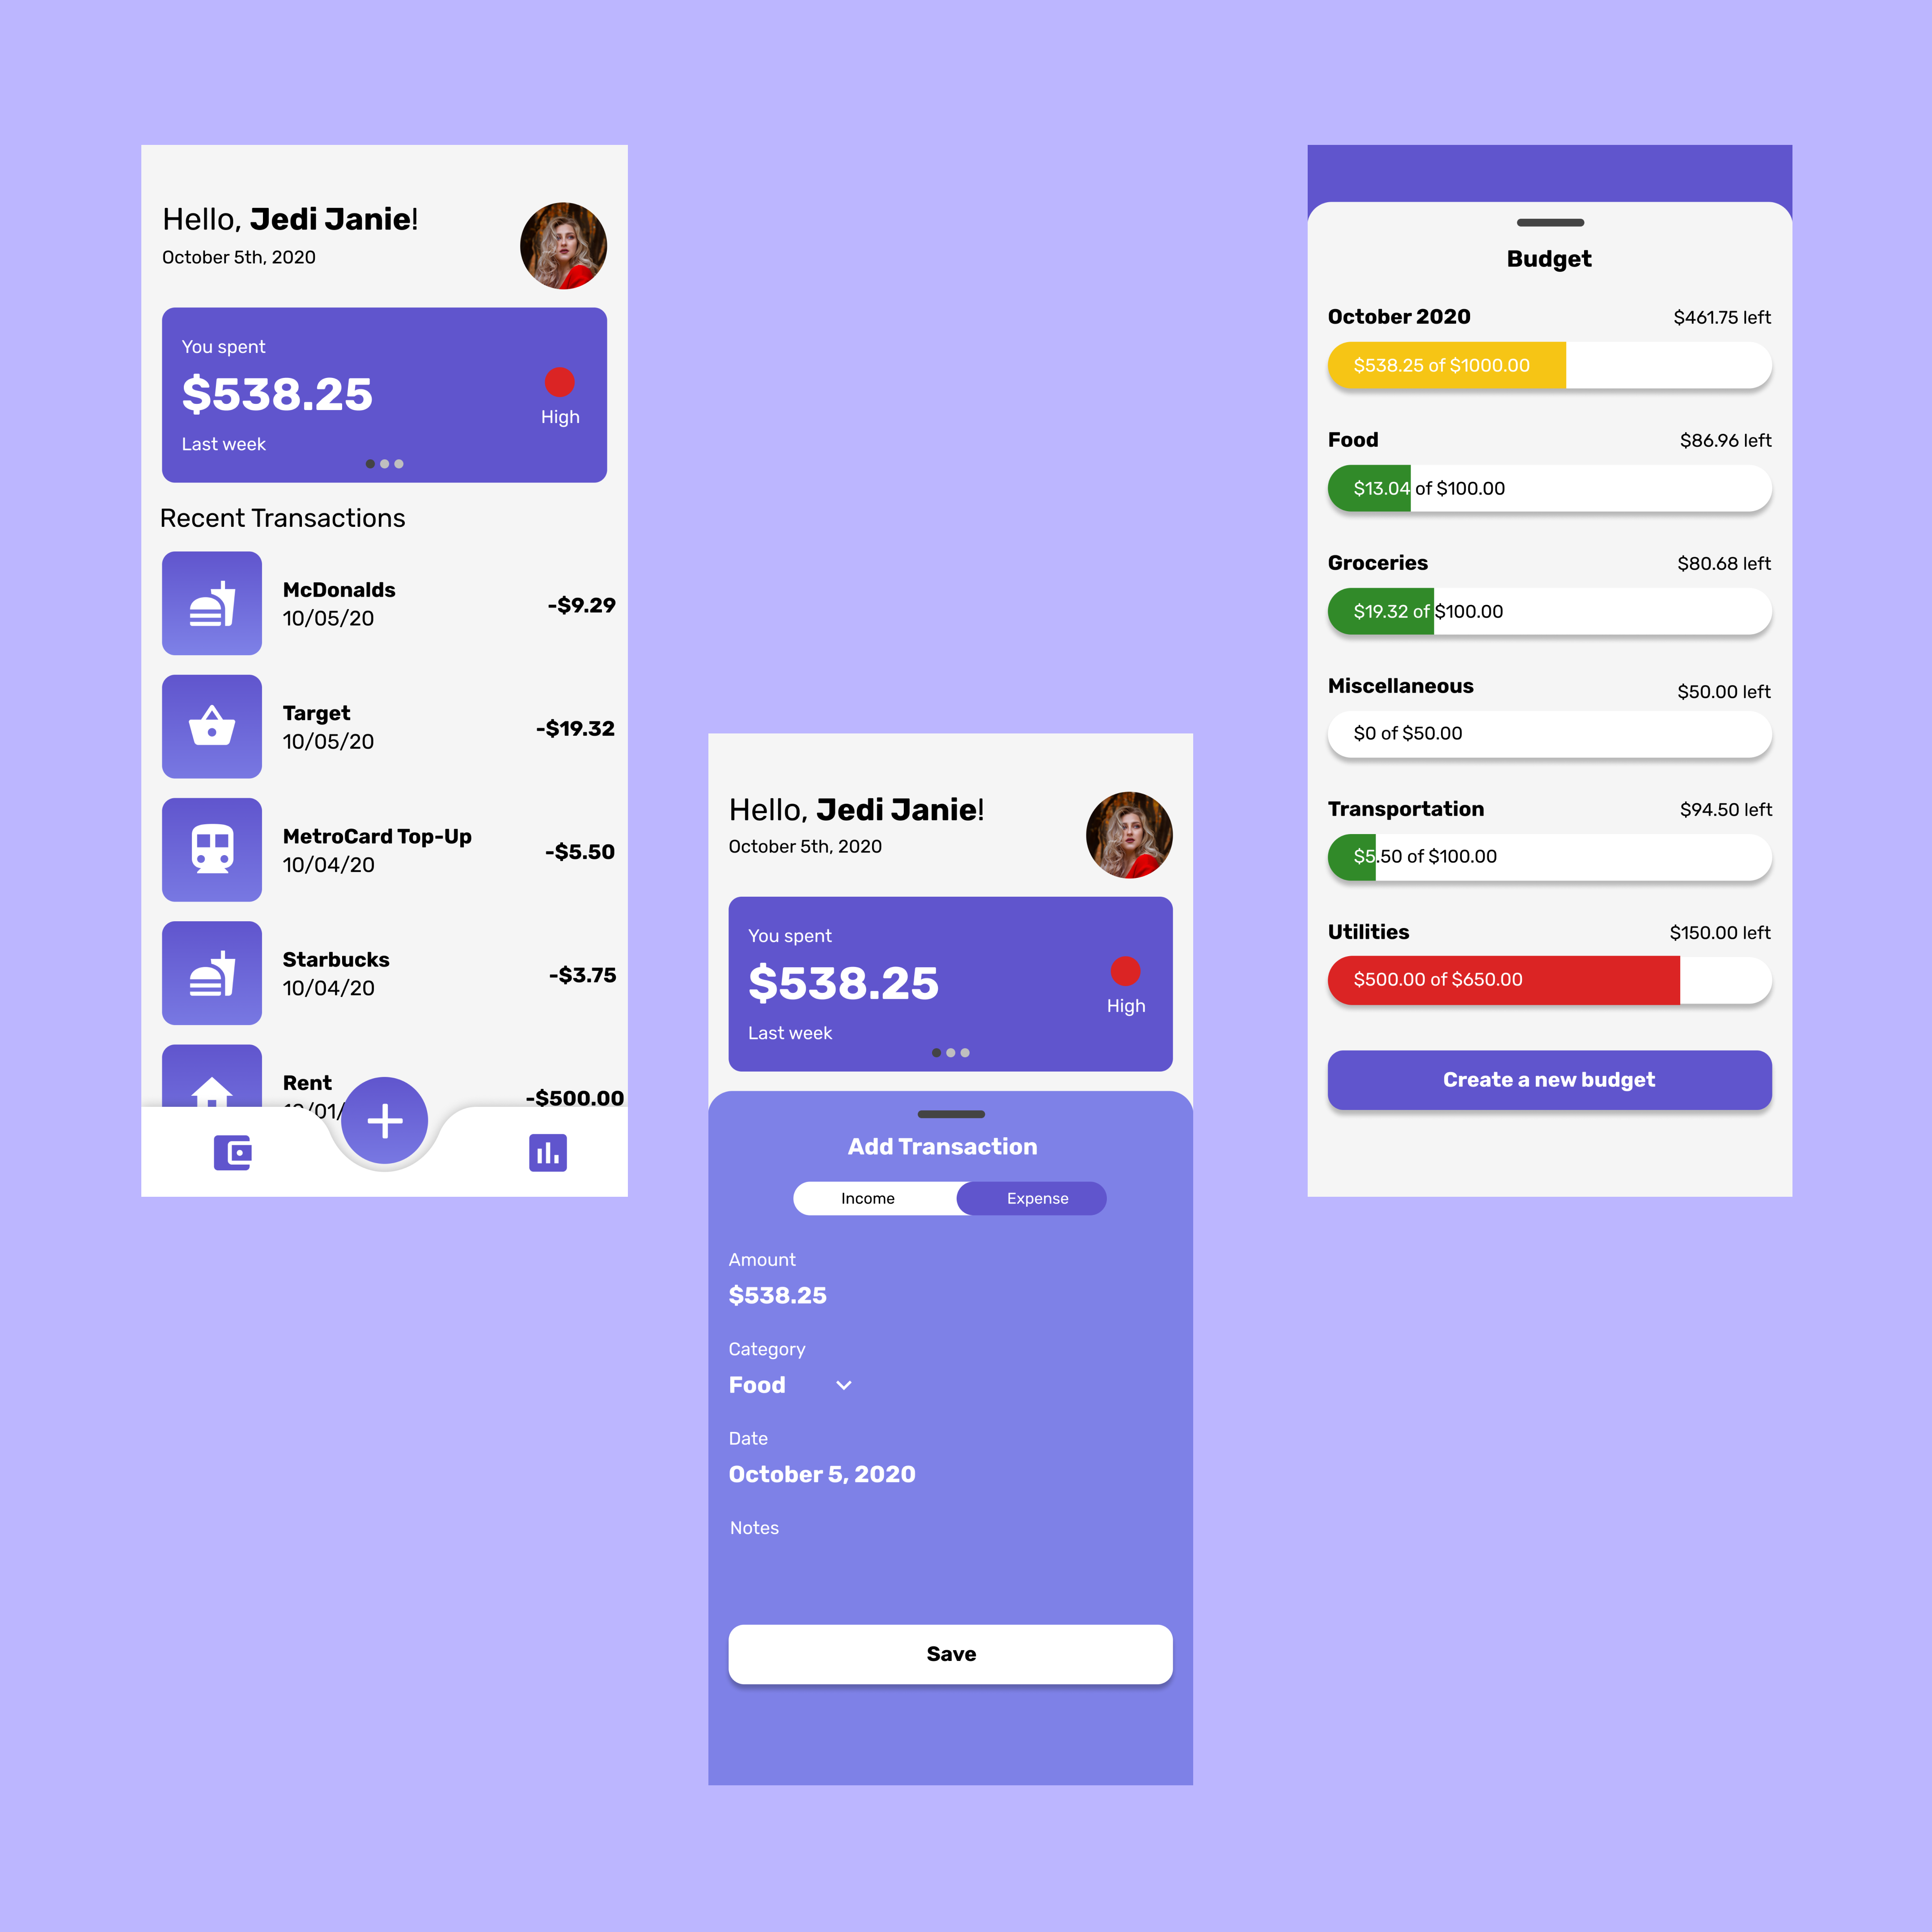 Hello, Jedi Janie!
October 5th, 2020
You spent
$538.25
High
Last week
Recent Transactions
McDonalds
10/05/20
-$9.29
Target
10/05/20
-$19.32
MetroCard Top-Up
10/04/20
-$5.50
Starbucks
10/04/20
-$3.75
Rent
-$500.00
Hello, Jedi Janie!
October 5th, 2020
You spent
$538.25
High
Last week
Add Transaction
Income Expense
Amount
$538.25
Category
Food
Date
October 5, 2020
Notes
Save
Budget
October 2020 $461.75 left
$538.25 of $1000.00
Food $86.96 left
$13.04 of $100.00
Groceries $80.68 left
$19.32 of $100.00
Miscellaneous $50.00 left
$0 of $50.00
Transportation $94.50 left
$5.50 of $100.00
Utilities $150.00 left
$500.00 of $650.00
Create a new budget